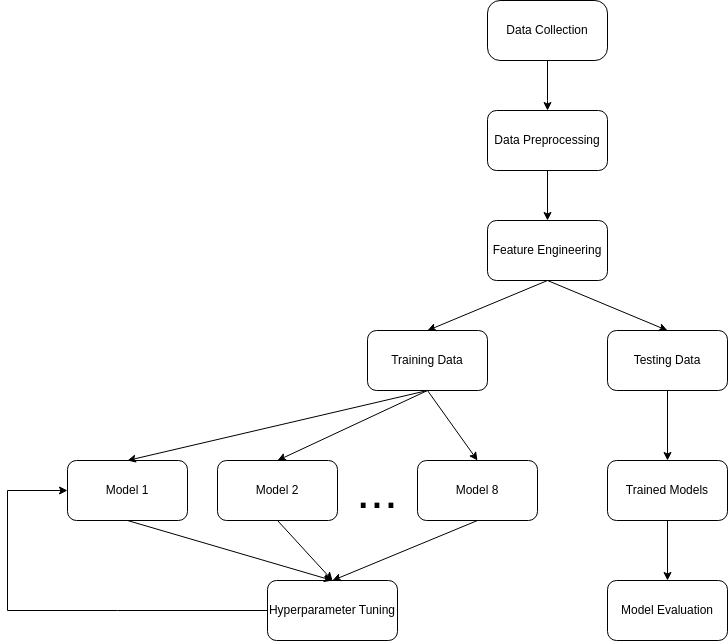 Data Collection
Data Preprocessing
Feature Engineering
Training Data
Testing Data
Model 1
Model 2
...
Model 8
Trained Models
Hyperparameter Tuning
Model Evaluation